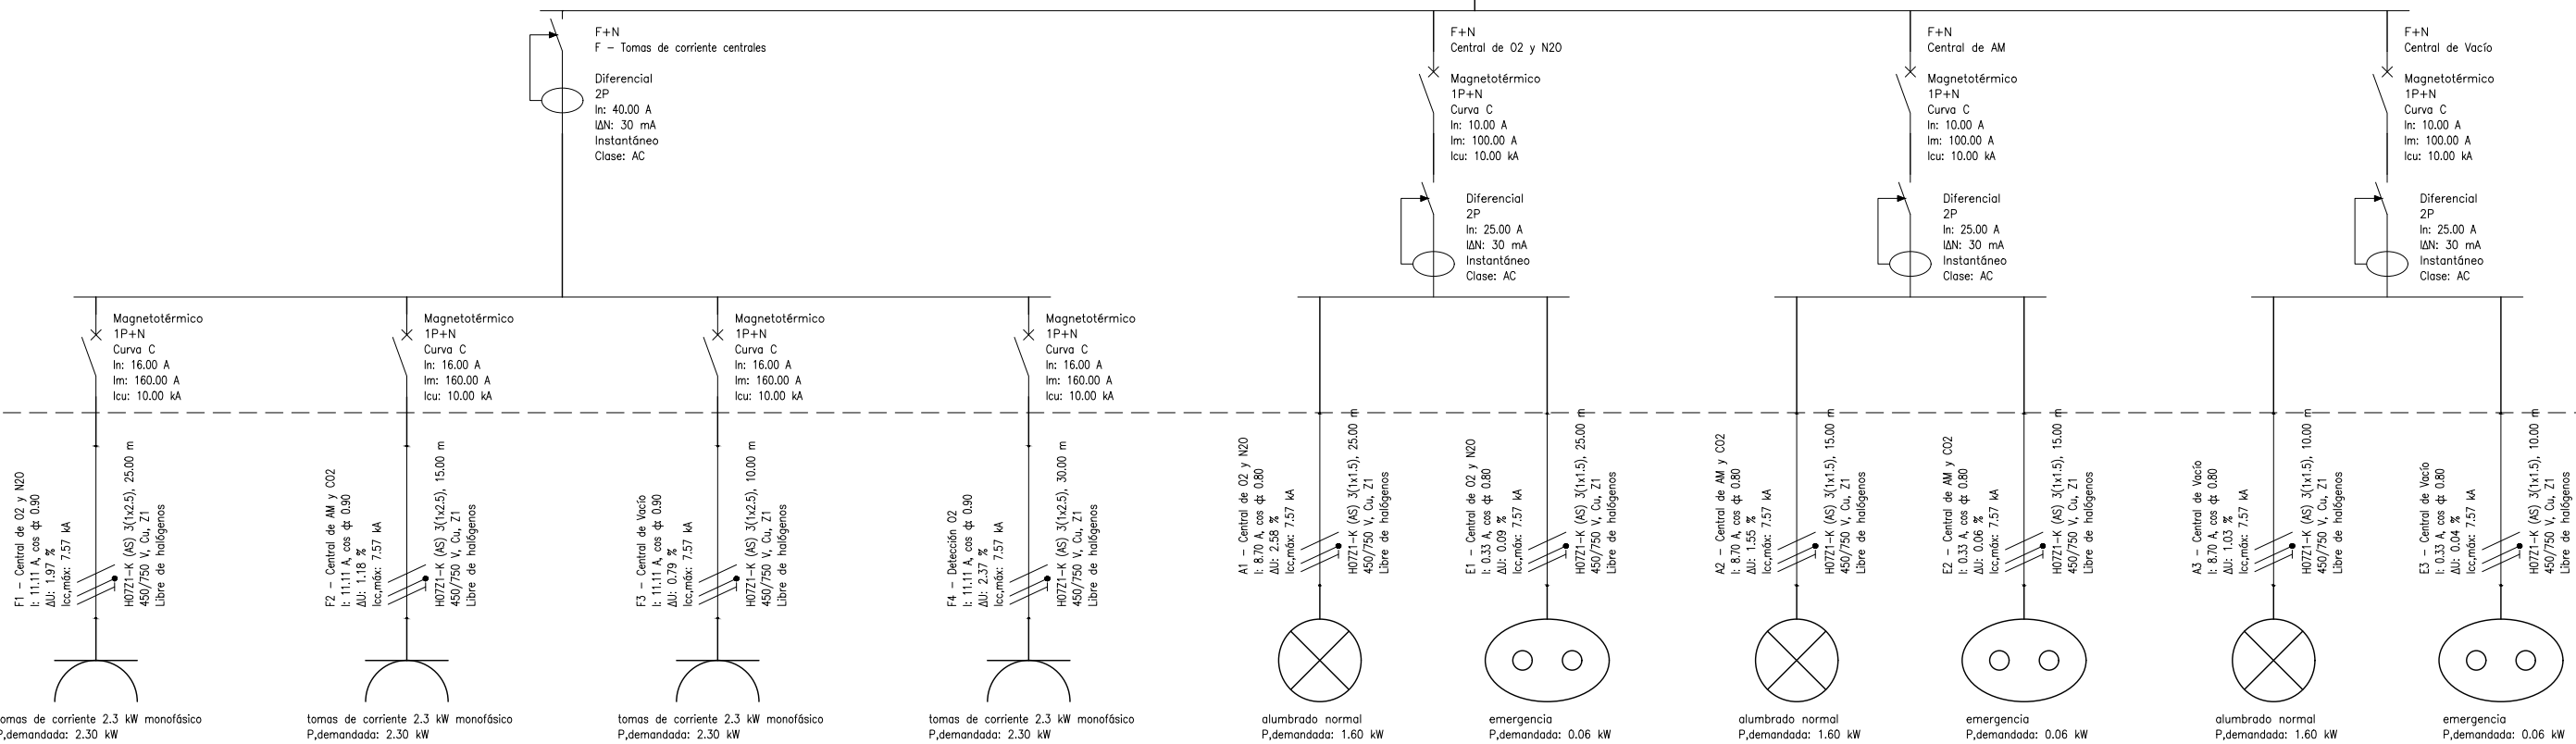 F+N
F - Tomas de corriente centrales
Diferencial
2P
In: 40.00 A
IΔN: 30 mA
Instantáneo
Clase: AC
F+N
Central de O2 y N2O
Magnetotérmico
1P+N
Curva C
In: 10.00 A
Im: 100.00 A
Icu: 10.00 kA
Diferencial
2P
In: 25.00 A
IΔN: 30 mA
Instantáneo
Clase: AC
F+N
Central de AM
Magnetotérmico
1P+N
Curva C
In: 10.00 A
Im: 100.00 A
Icu: 10.00 kA
Diferencial
2P
In: 25.00 A
IΔN: 30 mA
Instantáneo
Clase: AC
F+N
Central de Vacío
Magnetotérmico
1P+N
Curva C
In: 10.00 A
Im: 100.00 A
Icu: 10.00 kA
Diferencial
2P
In: 25.00 A
IΔN: 30 mA
Instantáneo
Clase: AC
Magnetotérmico
1P+N
Curva C
In: 16.00 A
Im: 160.00 A
Icu: 10.00 kA
Magnetotérmico
1P+N
Curva C
In: 16.00 A
Im: 160.00 A
Icu: 10.00 kA
Magnetotérmico
1P+N
Curva C
In: 16.00 A
Im: 160.00 A
Icu: 10.00 kA
Magnetotérmico
1P+N
Curva C
In: 16.00 A
Im: 160.00 A
Icu: 10.00 kA
F1 - Central de O2 y N2O
I: 11.11 A, cos φ: 0.90
ΔU: 1.97 %
Icc,máx: 7.57 kA
H07Z1-K (AS) 3(1x2.5), 25.00 m
450/750 V, Cu, Z1
Libre de halógenos
F2 - Central de AM y CO2
I: 11.11 A, cos φ: 0.90
ΔU: 1.18 %
Icc,máx: 7.57 kA
H07Z1-K (AS) 3(1x2.5), 15.00 m
450/750 V, Cu, Z1
Libre de halógenos
F3 - Central de Vacío
I: 11.11 A, cos φ: 0.90
ΔU: 0.79 %
Icc,máx: 7.57 kA
H07Z1-K (AS) 3(1x2.5), 10.00 m
450/750 V, Cu, Z1
Libre de halógenos
F4 - Detección O2
I: 11.11 A, cos φ: 0.90
ΔU: 2.37 %
Icc,máx: 7.57 kA
H07Z1-K (AS) 3(1x2.5), 30.00 m
450/750 V, Cu, Z1
Libre de halógenos
A1 - Central de O2 y N2O
I: 8.70 A, cos φ: 0.80
ΔU: 2.58 %
Icc,máx: 7.57 kA
H07Z1-K (AS) 3(1x1.5), 25.00 m
450/750 V, Cu, Z1
Libre de halógenos
E1 - Central de O2 y N2O
I: 0.33 A, cos φ: 0.80
ΔU: 0.09 %
Icc,máx: 7.57 kA
H07Z1-K (AS) 3(1x1.5), 25.00 m
450/750 V, Cu, Z1
Libre de halógenos
A2 - Central de AM y CO2
I: 8.70 A, cos φ: 0.80
ΔU: 1.55 %
Icc,máx: 7.57 kA
H07Z1-K (AS) 3(1x1.5), 15.00 m
450/750 V, Cu, Z1
Libre de halógenos
E2 - Central de AM y CO2
I: 0.33 A, cos φ: 0.80
ΔU: 0.06 %
Icc,máx: 7.57 kA
H07Z1-K (AS) 3(1x1.5), 15.00 m
450/750 V, Cu, Z1
Libre de halógenos
A3 - Central de Vacío
I: 8.70 A, cos φ: 0.80
ΔU: 1.03 %
Icc,máx: 7.57 kA
H07Z1-K (AS) 3(1x1.5), 10.00 m
450/750 V, Cu, Z1
Libre de halógenos
E3 - Central de Vacío
I: 0.33 A, cos φ: 0.80
ΔU: 0.04 %
Icc,máx: 7.57 kA
H07Z1-K (AS) 3(1x1.5), 10.00 m
450/750 V, Cu, Z1
Libre de halógenos
omas de corriente 2.3 kW monofásico
P,demandada: 2.30 kW
tomas de corriente 2.3 kW monofásico
P,demandada: 2.30 kW
tomas de corriente 2.3 kW monofásico
P,demandada: 2.30 kW
tomas de corriente 2.3 kW monofásico
P,demandada: 2.30 kW
alumbrado normal
P,demandada: 1.60 kW
emergencia
P,demandada: 0.06 kW
alumbrado normal
P,demandada: 1.60 kW
emergencia
P,demandada: 0.06 kW
alumbrado normal
P,demandada: 1.60 kW
emergencia
P,demandada: 0.06 kW